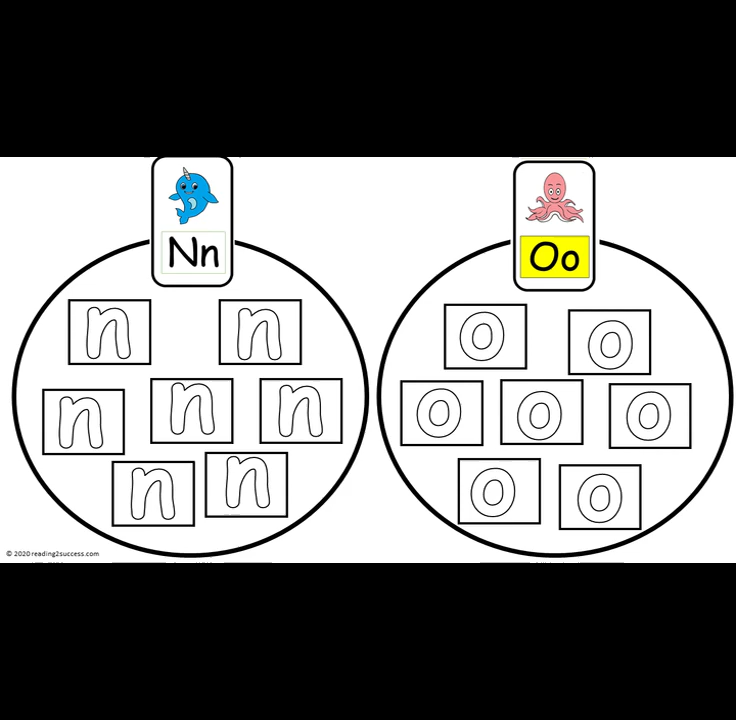 Nn
Oo
n n
o o
n n n
o o o
n n
o o
© 2020 reading2success.com